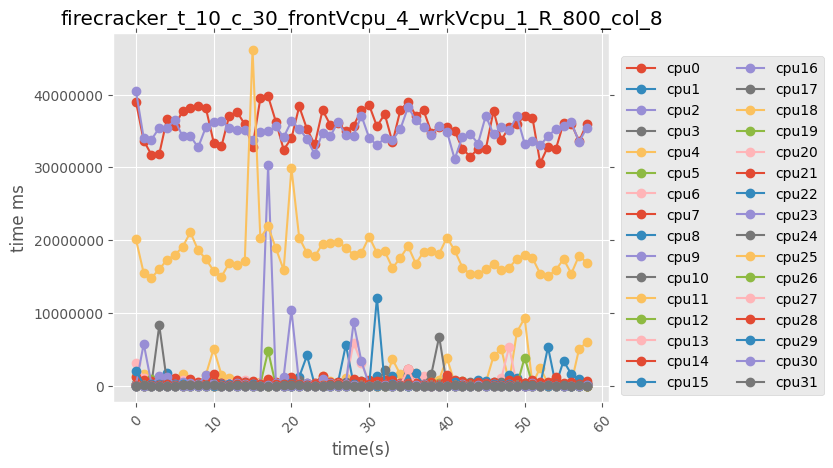 firecracker_t_10_c_30_frontVcpu_4_wrkVcpu_1_R_800_col_8
time ms
40000000
30000000
20000000
10000000
0
0
10
20
30
40
50
60
time(s)
cpu0
cpu1
cpu2
cpu3
cpu4
cpu5
cpu6
cpu7
cpu8
cpu9
cpu10
cpu11
cpu12
cpu13
cpu14
cpu15
cpu16
cpu17
cpu18
cpu19
cpu20
cpu21
cpu22
cpu23
cpu24
cpu25
cpu26
cpu27
cpu28
cpu29
cpu30
cpu31